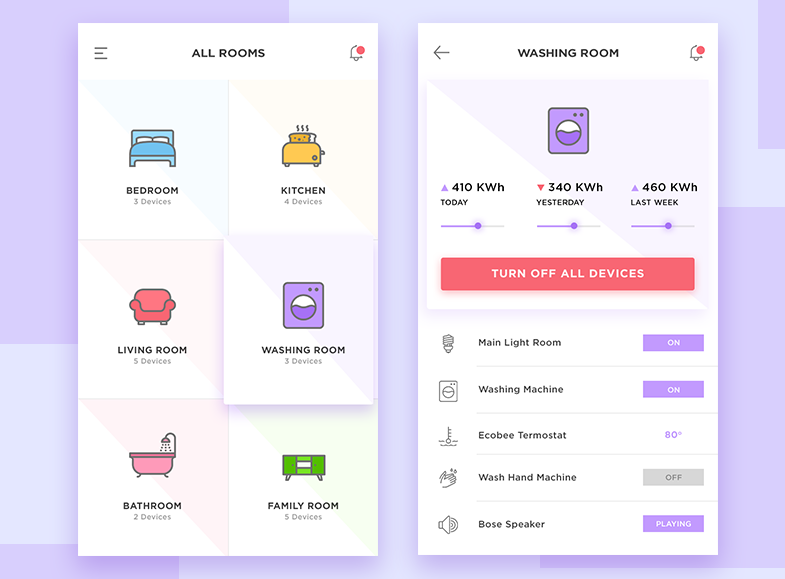 ALL ROOMS
BEDROOM
3 Devices
KITCHEN
4 Devices
LIVING ROOM
5 Devices
WASHING ROOM
3 Devices
BATHROOM
2 Devices
FAMILY ROOM
5 Devices
WASHING ROOM
410 KWh
TODAY
340 KWh
YESTERDAY
460 KWh
LAST WEEK
TURN OFF ALL DEVICES
Main Light Room ON
Washing Machine ON
Ecobee Termostat 80°
Wash Hand Machine OFF
Bose Speaker PLAYING